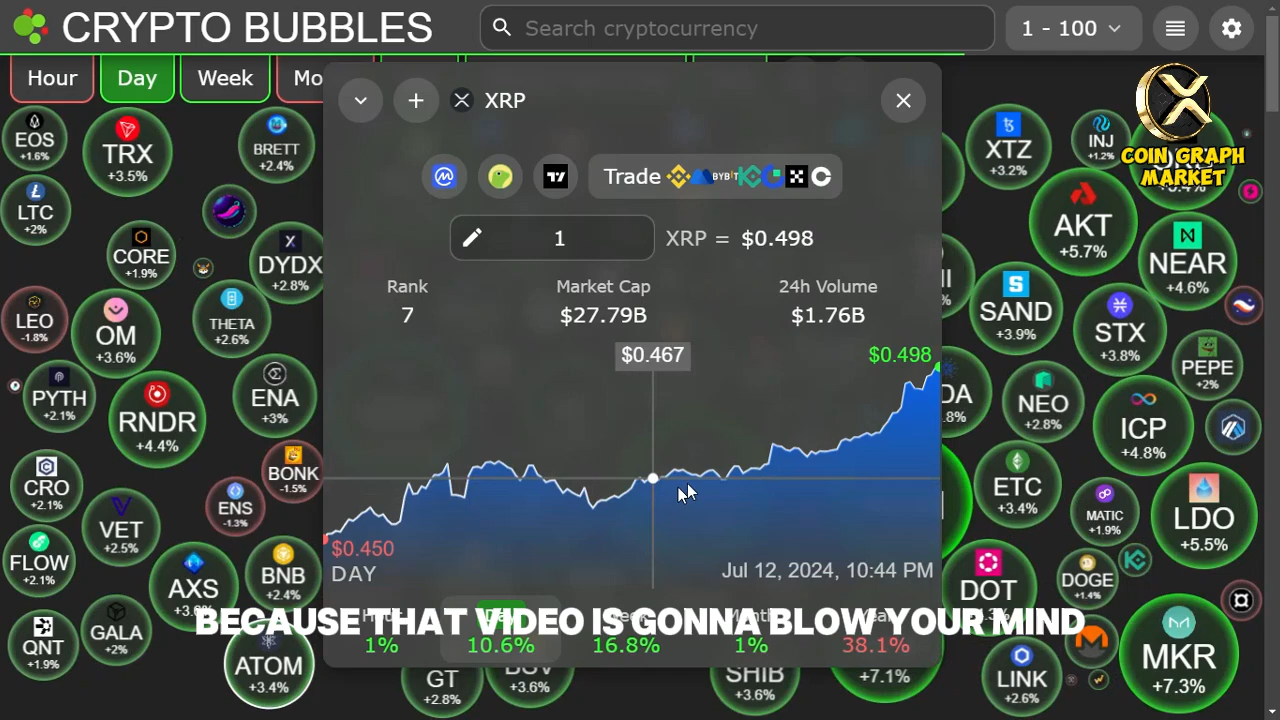 CRYPTO BUBBLES
Search cryptocurrency
1 - 100
Hour
Day
Week
XRP
COIN GRAPH
MARKET
Trade
BYBIT
1
XRP = $0.498
Rank
Market Cap
24h Volume
7
$27.79B
$1.76B
$0.467
$0.498
$0.450
DAY
Jul 12, 2024, 10:44 PM
BECAUSE THAT VIDEO IS GONNA BLOW YOUR MIND
1%
10.6%
16.8%
1%
38.1%
EOS
+1.6%
TRX
+3.5%
BRETT
+2.4%
LTC
+2%
CORE
+1.9%
DYDX
+2.8%
LEO
-1.8%
OM
+3.6%
THETA
+2.6%
PYTH
+2.1%
RNDR
+4.4%
ENA
+3%
CRO
+2.1%
VET
+2.5%
ENS
-1.3%
BONK
-1.5%
FLOW
+2.1%
AXS
BNB
+2.4%
QNT
+1.9%
GALA
+2%
ATOM
+3.4%
GT
+2.8%
+3.6%
SHIB
+3.6%
+7.1%
XTZ
+3.2%
INJ
+1.2%
AKT
+5.7%
NEAR
+4.6%
SAND
+3.9%
STX
+3.8%
PEPE
+2%
NEO
+2.8%
ICP
+4.8%
ETC
+3.4%
MATIC
+1.9%
LDO
+5.5%
DOT
DOGE
+1.4%
LINK
+2.6%
MKR
+7.3%